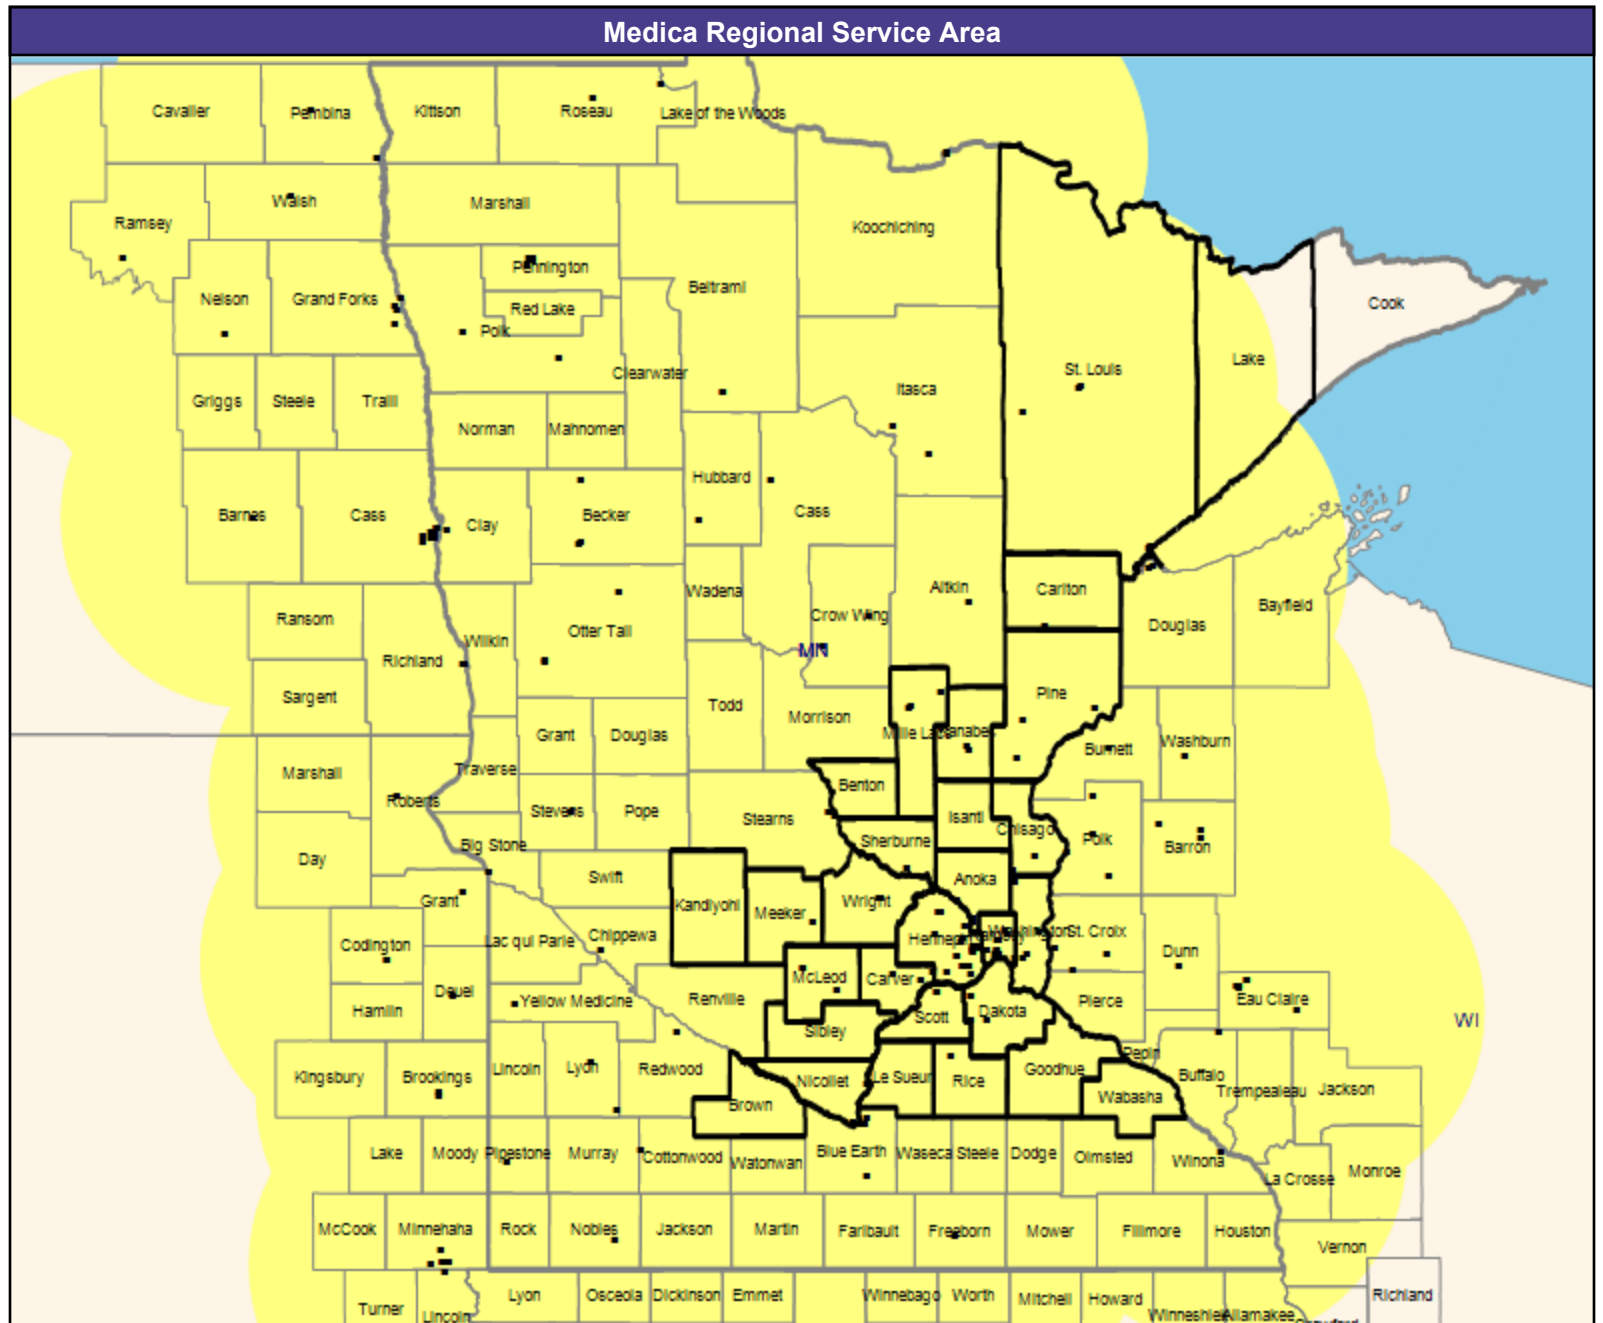 Medica Regional Service Area
Cavalier
Pembina
Kittson
Roseau
Lake of the Woods
Walsh
Marshall
Ramsey
Koochiching
Pennington
Beltrami
Nelson
Grand Forks
Red Lake
Cook
Polk
Lake
St. Louis
Clearwater
Itasca
Griggs
Steele
Traill
Norman
Mahnomen
Hubbard
Cass
Barnes
Cass
Clay
Becker
Aitkin
Carlton
Wadena
Bayfield
Crow Wing
Ransom
Douglas
Otter Tail
Wilkin
MN
Richland
Sargent
Pine
Todd
Morrison
Grant
Douglas
Mille Lacs
Kanabec
Washburn
Burnett
Traverse
Marshall
Benton
Roberts
Stevens
Pope
Stearns
Isanti
Chisago
Polk
Sherburne
Barron
Big Stone
Day
Swift
Anoka
Grant
Kandiyohi
Wright
Meeker
Washington
St. Croix
Chippewa
Hennepin
Ramsey
Lac qui Parle
Codington
Dunn
McLeod
Carver
Deuel
Yellow Medicine
Renville
Pierce
Eau Claire
Hamlin
Dakota
Scott
WI
Sibley
Pepin
Lincoln
Lyon
Redwood
Goodhue
Kingsbury
Brookings
Nicollet
Le Sueur
Rice
Buffalo
Trempealeau
Jackson
Wabasha
Brown
Lake
Moody
Pipestone
Murray
Cottonwood
Watonwan
Blue Earth
Waseca
Steele
Dodge
Olmsted
Winona
La Crosse
Monroe
McCook
Minnehaha
Rock
Nobles
Jackson
Martin
Faribault
Freeborn
Mower
Fillmore
Houston
Vernon
Lyon
Osceola
Dickinson
Emmet
Winnebago
Worth
Mitchell
Howard
Richland
Turner
Lincoln
Winneshiek
Allamakee
Crawford